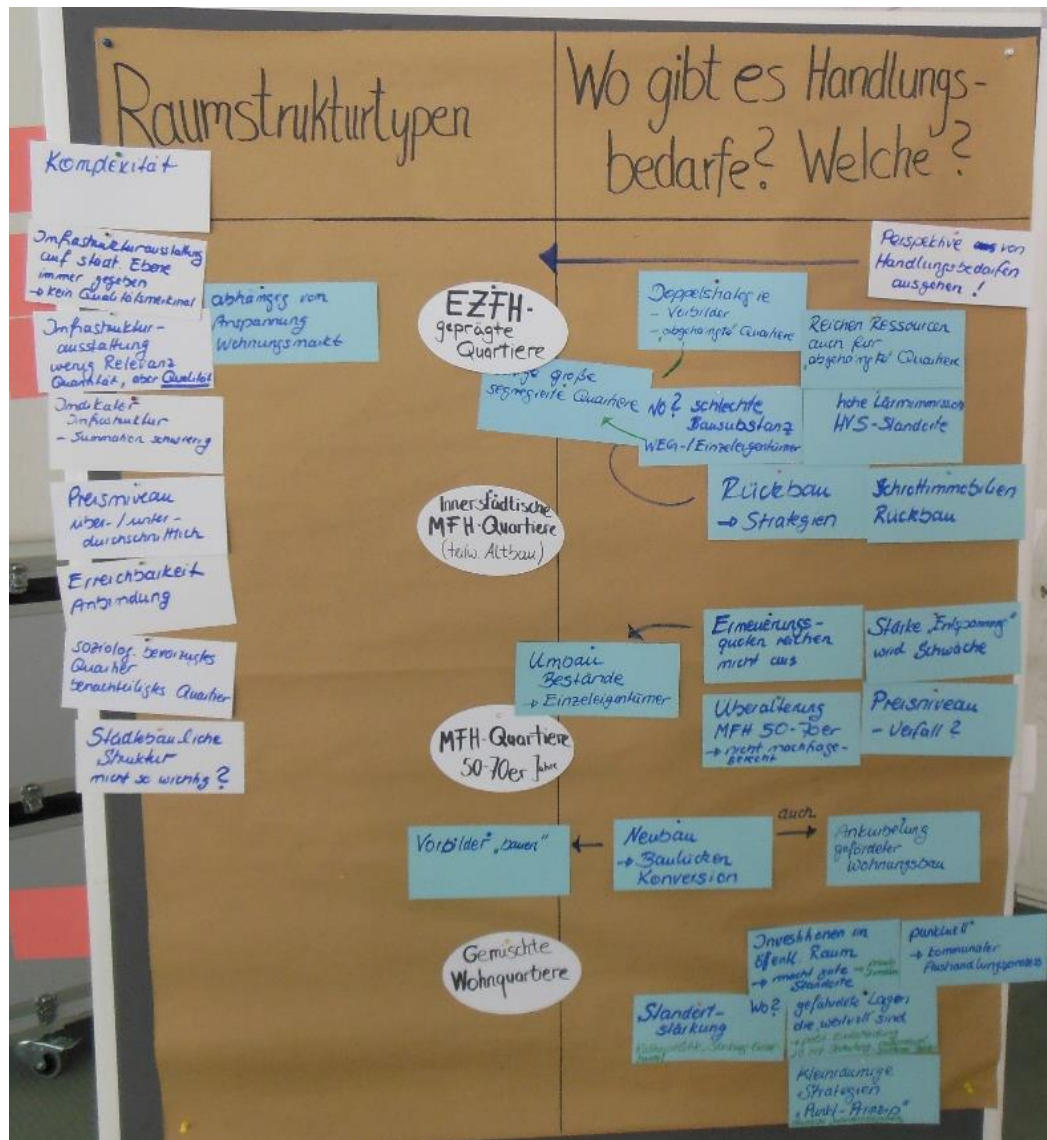 Raumstrukturtypen
Wo gibt es Handlungs-
bedarfe? Welche?
Komplexität
Infrastrukturausstattung
auf stadt. Ebene
immer gegeben
→ kein Qualitätsmerkmal
Infrastruktur-
ausstattung
wenig Relevanz
Quantität, aber Qualität
Indikator
Infrastruktur
- Summation schwierig
Preisniveau
über-/unter-
durchschnittlich
Erreichbarkeit
Anbindung
soziolog. bevorzugtes
Quartier
benachteiligtes Quartier
Städtebauliche
Struktur
nicht so wichtig?
abhängig von
Anspannung
Wohnungsmarkt
EZFH-
geprägte
Quartiere
Innerstädtische
MFH-Quartiere
(teilw. Altbau)
MFH-Quartiere
50-70er Jahre
Gemischte
Wohnquartiere
Perspektive von
Handlungsbedarfen
ausgehen!
Doppelstrategie
- Vorbilder
- "abgehängte" Quartiere
Reichen Ressourcen
auch für
"abgehängte" Quartiere
große
segregierte Quartiere
Wo? schlechte
Bausubstanz
WEG-/Einzeleigentümer
hohe Lärmimmission
HVS-Standorte
Rückbau
→ Strategien
Schrottimmobilien
Rückbau
Erneuerungs-
quoten reichen
nicht aus
Stärke "Entspannung"
wird Schwäche
Umbau
Bestände
→ Einzeleigentümer
Überalterung
MFH 50-70er
→ nicht nachfrage-
gerecht
Preisniveau
- Verfall?
Vorbilder "bauen"
←
Neubau
→ Baulücken
Konversion
auch
→
Ankurbelung
geförderter
Wohnungsbau
Investitionen im
öffentl. Raum
→ macht gute
Standorte
punktuell
→ kommunaler
Aushandlungsprozess
Standort-
stärkung
Wo? gefährdete Lagen
die wertvoll sind
Kleinräumige
Strategien
"Punkt-Prinzip"